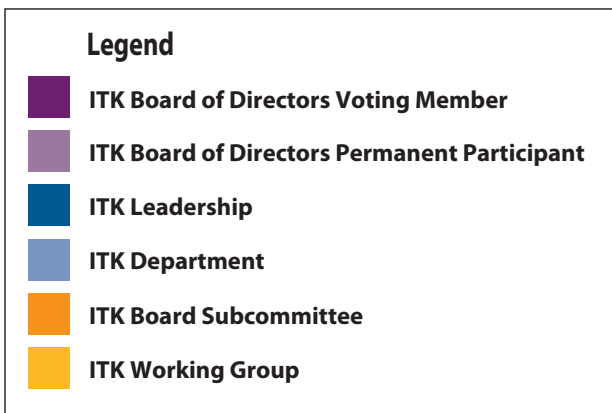 Legend
ITK Board of Directors Voting Member
ITK Board of Directors Permanent Participant
ITK Leadership
ITK Department
ITK Board Subcommittee
ITK Working Group